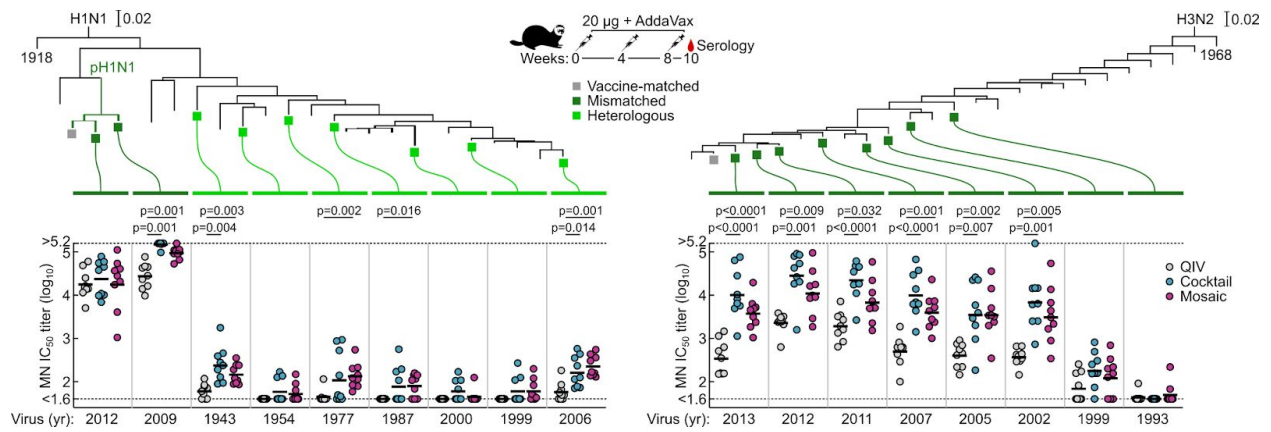 H1N1 0.02
1918
pH1N1
20 µg + AddaVax
Serology
Weeks: 0 4 8 10
Vaccine-matched
Mismatched
Heterologous
H3N2 0.02
1968
p=0.001 p=0.003 p=0.002 p=0.016 p=0.001
p=0.001 p=0.004 p=0.014
MN IC50 titer (log10)
>5.2
5
4
3
2
<1.6
Virus (yr): 2012 2009 1943 1954 1977 1987 2000 1999 2006
p<0.0001 p=0.009 p=0.032 p=0.001 p=0.002 p=0.005
p<0.0001 p=0.001 p<0.0001 p<0.0001 p=0.007 p=0.001
MN IC50 titer (log10)
>5.2
5
4
3
2
<1.6
QIV
Cocktail
Mosaic
Virus (yr): 2013 2012 2011 2007 2005 2002 1999 1993